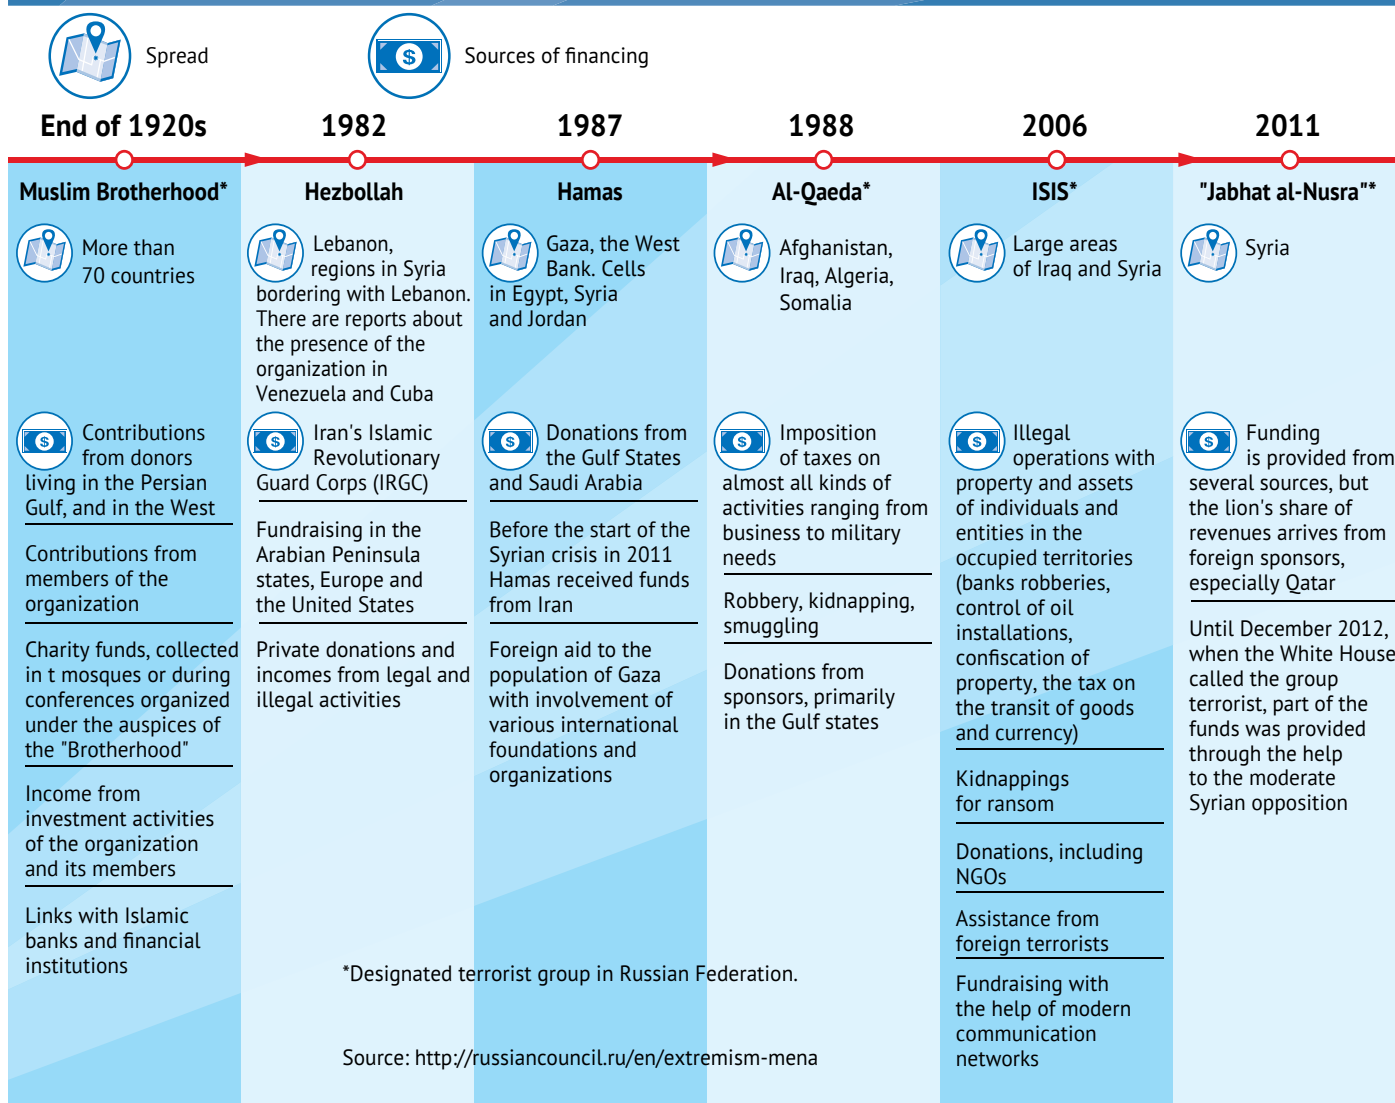 Spread
Sources of financing
End of 1920s
1982
1987
1988
2006
2011
Muslim Brotherhood*
Hezbollah
Hamas
Al-Qaeda*
ISIS*
"Jabhat al-Nusra"*
More than
70 countries
Lebanon,
regions in Syria
bordering with Lebanon.
There are reports about
the presence of the
organization in
Venezuela and Cuba
Gaza, the West
Bank. Cells
in Egypt, Syria
and Jordan
Afghanistan,
Iraq, Algeria,
Somalia
Large areas
of Iraq and Syria
Syria
$ Contributions
from donors
living in the Persian
Gulf, and in the West
Contributions from
members of the
organization
Charity funds, collected
in t mosques or during
conferences organized
under the auspices of
the "Brotherhood"
Income from
investment activities
of the organization
and its members
Links with Islamic
banks and financial
institutions
$ Iran's Islamic
Revolutionary
Guard Corps (IRGC)
Fundraising in the
Arabian Peninsula
states, Europe and
the United States
Private donations and
incomes from legal and
illegal activities
$ Donations from
the Gulf States
and Saudi Arabia
Before the start of the
Syrian crisis in 2011
Hamas received funds
from Iran
Foreign aid to the
population of Gaza
with involvement of
various international
foundations and
organizations
$ Imposition
of taxes on
almost all kinds of
activities ranging from
business to military
needs
Robbery, kidnapping,
smuggling
Donations from
sponsors, primarily
in the Gulf states
$ Illegal
operations with
property and assets
of individuals and
entities in the
occupied territories
(banks robberies,
control of oil
installations,
confiscation of
property, the tax on
the transit of goods
and currency)
Kidnappings
for ransom
Donations, including
NGOs
Assistance from
foreign terrorists
Fundraising with
the help of modern
communication
networks
$ Funding
is provided from
several sources, but
the lion's share of
revenues arrives from
foreign sponsors,
especially Qatar
Until December 2012,
when the White House
called the group
terrorist, part of the
funds was provided
through the help
to the moderate
Syrian opposition
*Designated terrorist group in Russian Federation.
Source: http://russiancouncil.ru/en/extremism-mena